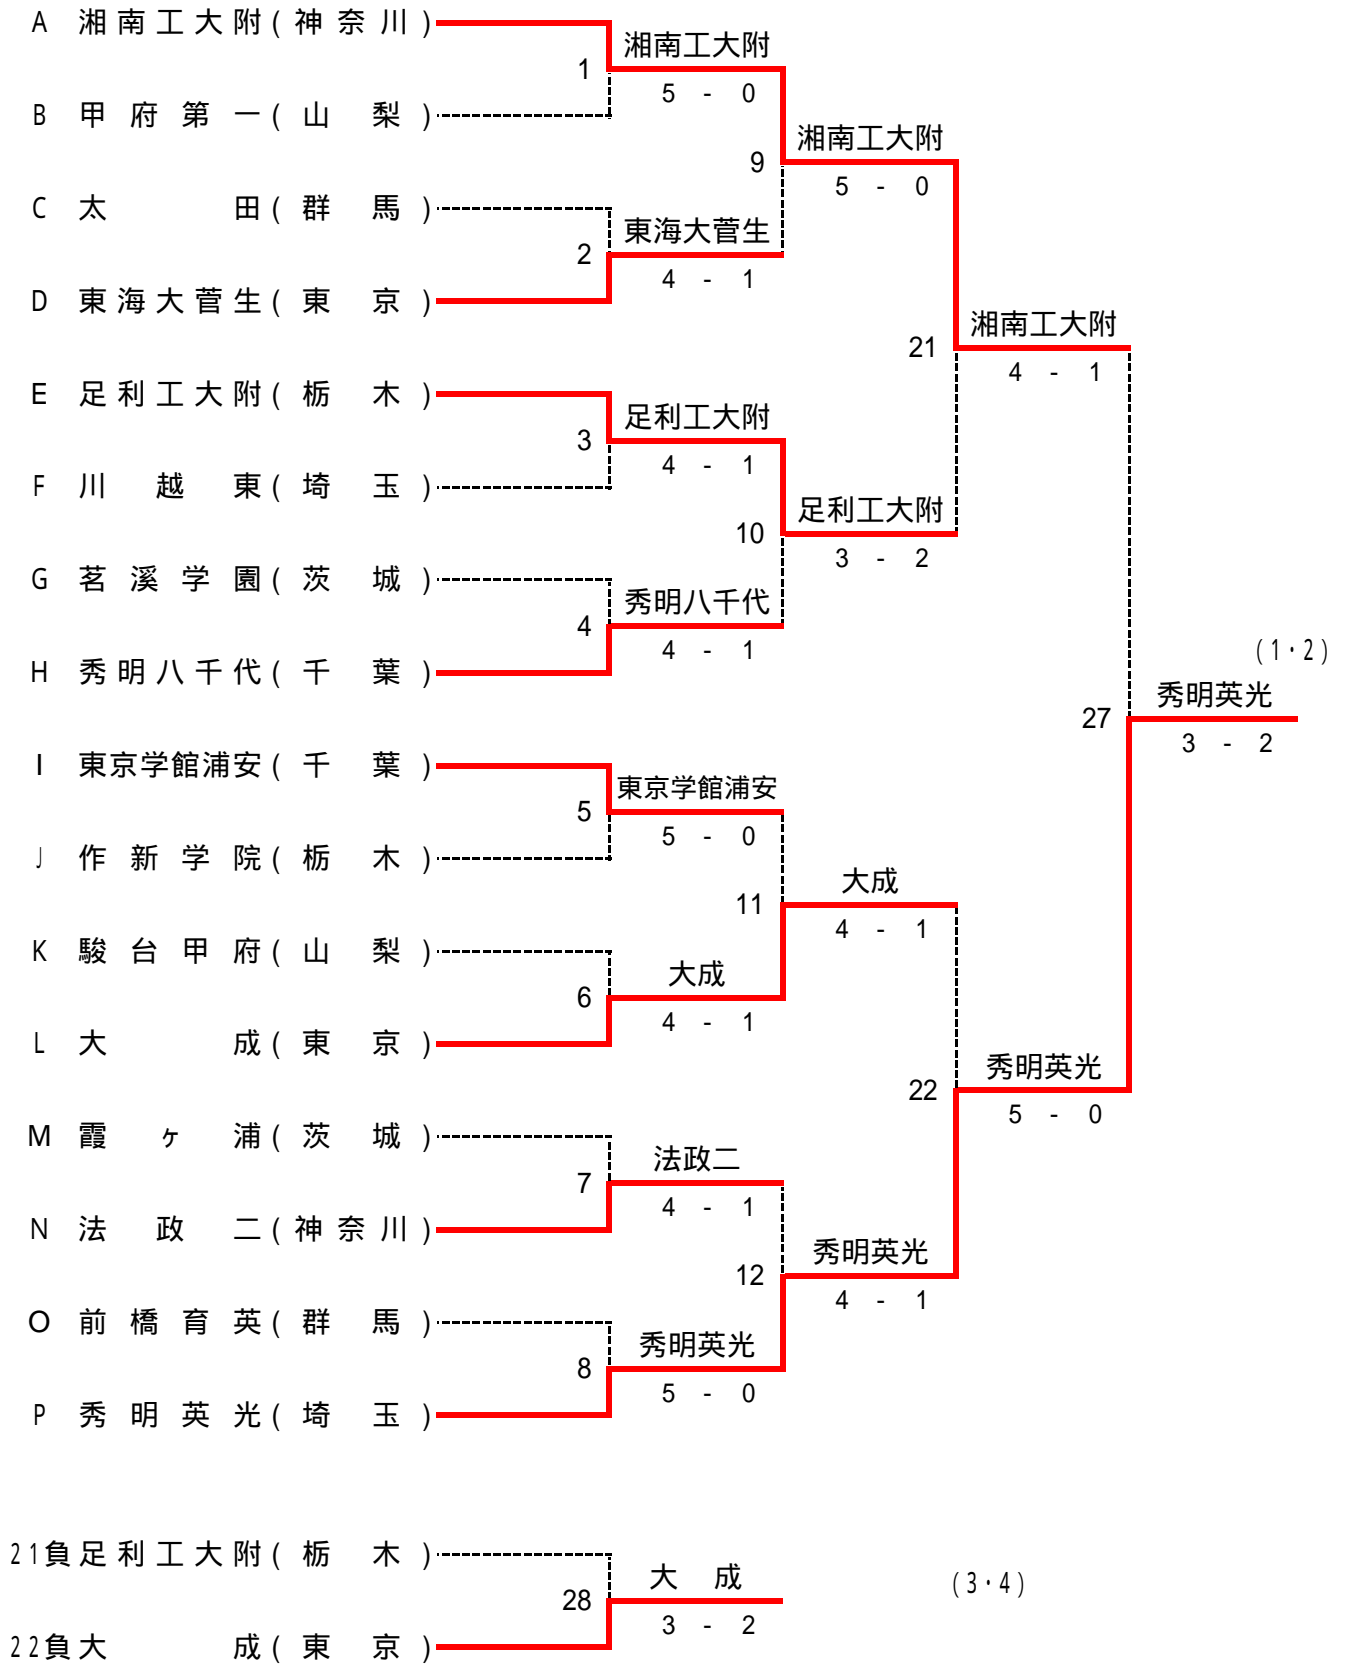 A 湘南工大附(神奈川)
湘南工大附
1
5 - 0
B 甲府第一(山梨)
湘南工大附
9
5 - 0
C 太田(群馬)
東海大菅生
2
4 - 1
D 東海大菅生(東京)
湘南工大附
21
4 - 1
E 足利工大附(栃木)
足利工大附
3
4 - 1
F 川越東(埼玉)
足利工大附
10
3 - 2
G 茗溪学園(茨城)
秀明八千代
4
4 - 1
H 秀明八千代(千葉)
(1・2)
秀明英光
27
3 - 2
I 東京学館浦安(千葉)
東京学館浦安
5
5 - 0
J 作新学院(栃木)
大成
11
4 - 1
K 駿台甲府(山梨)
大成
6
4 - 1
L 大成(東京)
秀明英光
22
5 - 0
M 霞ヶ浦(茨城)
法政二
7
4 - 1
N 法政二(神奈川)
秀明英光
12
4 - 1
O 前橋育英(群馬)
秀明英光
8
5 - 0
P 秀明英光(埼玉)
21負足利工大附(栃木)
大成
(3・4)
28
3 - 2
22負大成(東京)